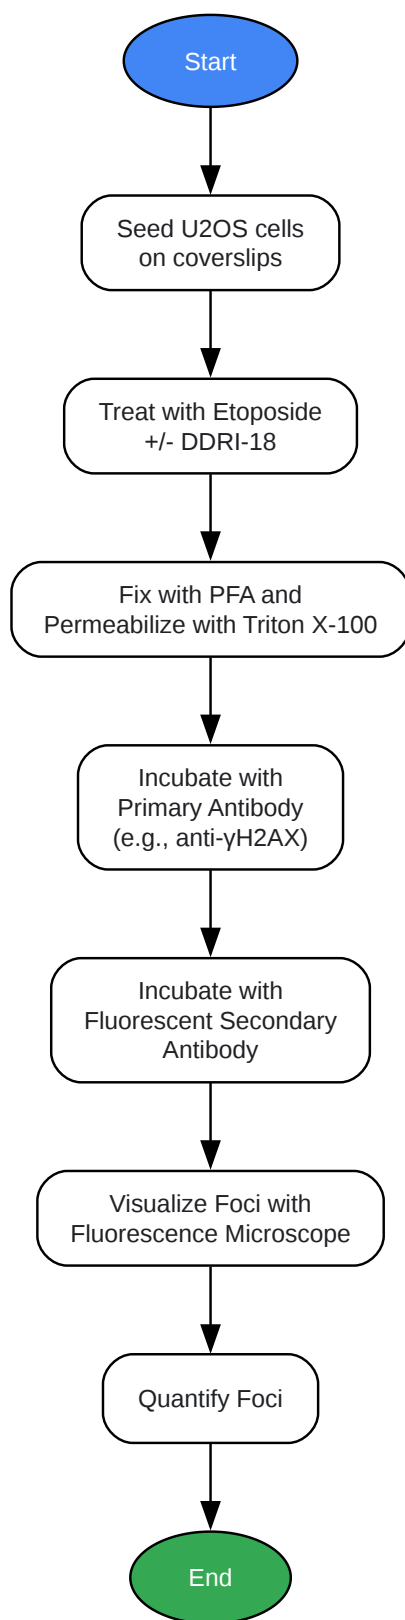 Start
Seed U2OS cells
on coverslips
Treat with Etoposide
+/- DDRI-18
Fix with PFA and
Permeabilize with Triton X-100
Incubate with
Primary Antibody
(e.g., anti-γH2AX)
Incubate with
Fluorescent Secondary
Antibody
Visualize Foci with
Fluorescence Microscope
Quantify Foci
End